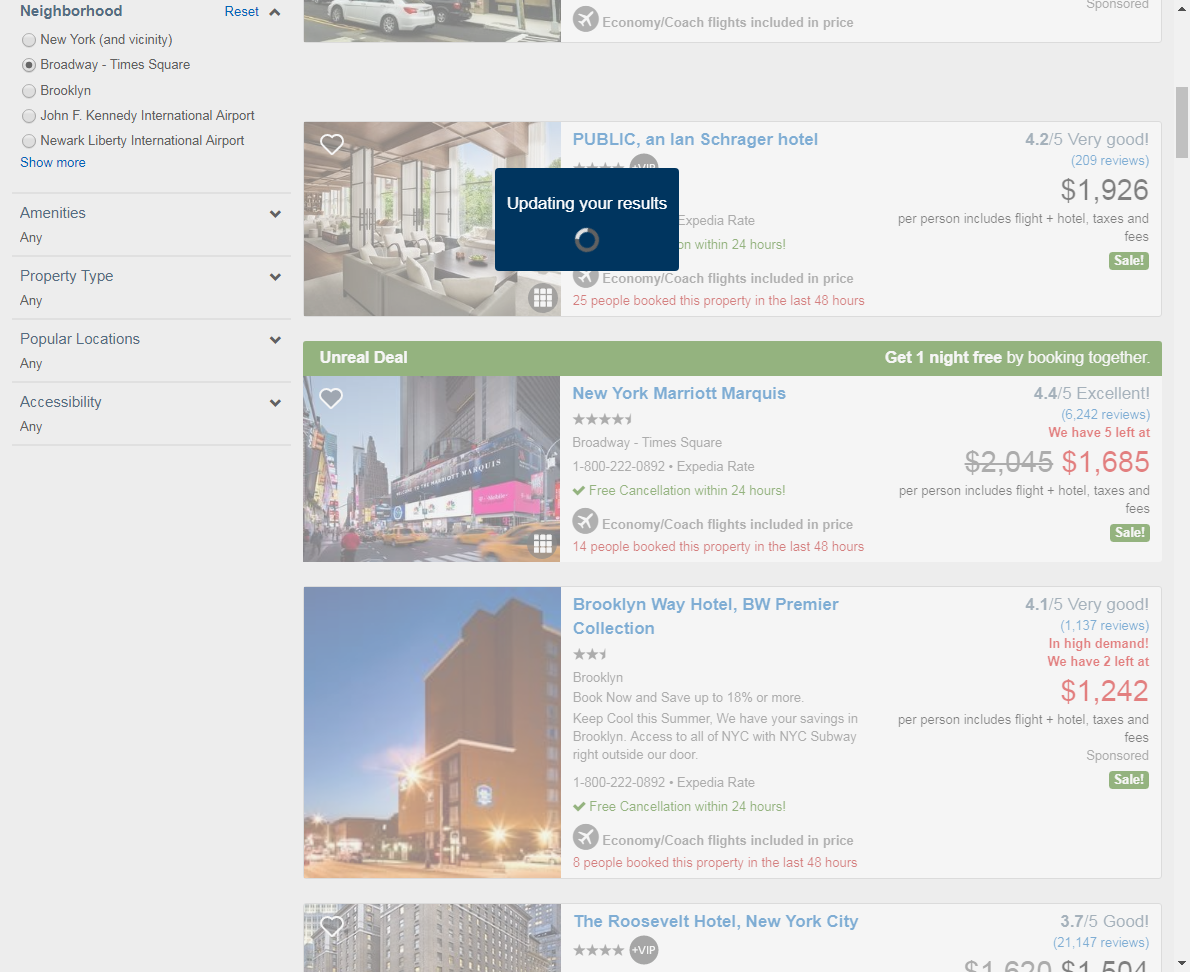 Neighborhood
Reset
New York (and vicinity)
Broadway - Times Square
Brooklyn
John F. Kennedy International Airport
Newark Liberty International Airport
Show more
Amenities
Any
Property Type
Any
Popular Locations
Any
Accessibility
Any
Economy/Coach flights included in price
Sponsored
PUBLIC, an Ian Schrager hotel
+VIP
Updating your results
Expedia Rate
on within 24 hours!
Economy/Coach flights included in price
25 people booked this property in the last 48 hours
4.2/5 Very good!
(209 reviews)
$1,926
per person includes flight + hotel, taxes and
fees
Sale!
Unreal Deal
Get 1 night free by booking together.
WELCOME TO THE MARRIOTT MARQUIS
New York Marriott Marquis
Broadway - Times Square
1-800-222-0892 • Expedia Rate
Free Cancellation within 24 hours!
Economy/Coach flights included in price
14 people booked this property in the last 48 hours
4.4/5 Excellent!
(6,242 reviews)
We have 5 left at
$2,045 $1,685
per person includes flight + hotel, taxes and
fees
Sale!
Brooklyn Way Hotel, BW Premier
Collection
Brooklyn
Book Now and Save up to 18% or more.
Keep Cool this Summer, We have your savings in
Brooklyn. Access to all of NYC with NYC Subway
right outside our door.
1-800-222-0892 • Expedia Rate
Free Cancellation within 24 hours!
Economy/Coach flights included in price
8 people booked this property in the last 48 hours
4.1/5 Very good!
(1,137 reviews)
In high demand!
We have 2 left at
$1,242
per person includes flight + hotel, taxes and
fees
Sponsored
Sale!
The Roosevelt Hotel, New York City
+VIP
3.7/5 Good!
(21,147 reviews)
$1,620 $1,504